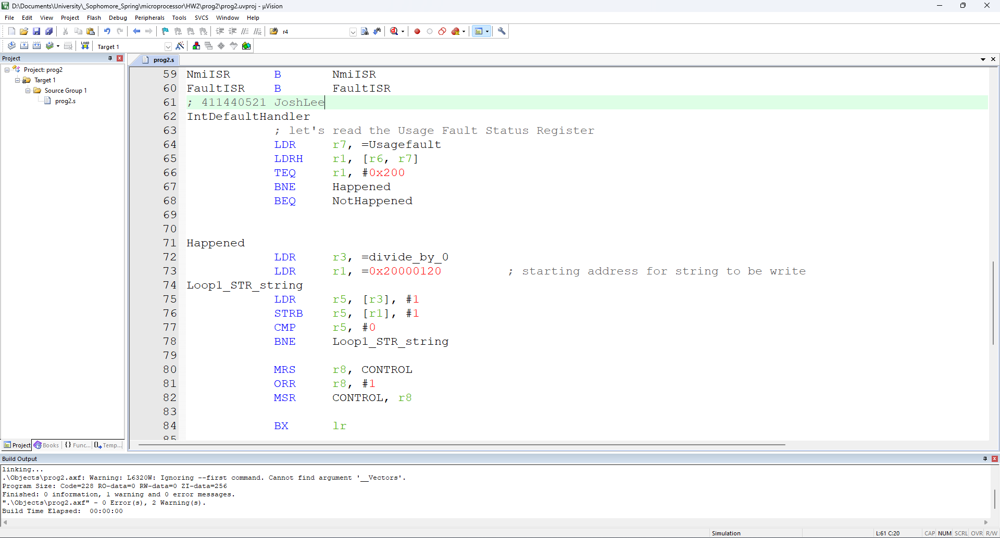 D:\Documents\University\_Sophomore_Spring\microprocessor\HW2\prog2\prog2.uvproj - µVision
File Edit View Project Flash Debug Peripherals Tools SVCS Window Help
r4
LOAD Target 1
Project
Project: prog2
Target 1
Source Group 1
prog2.s
Project Books {} Func... Temp...
prog2.s
59 NmiISR B NmiISR
60 FaultISR B FaultISR
61 ; 411440521 JoshLee
62 IntDefaultHandler
63 ; let's read the Usage Fault Status Register
64 LDR r7, =Usagefault
65 LDRH r1, [r6, r7]
66 TEQ r1, #0x200
67 BNE Happened
68 BEQ NotHappened
69
70
71 Happened
72 LDR r3, =divide_by_0
73 LDR r1, =0x20000120 ; starting address for string to be write
74 Loop1_STR_string
75 LDR r5, [r3], #1
76 STRB r5, [r1], #1
77 CMP r5, #0
78 BNE Loop1_STR_string
79
80 MRS r8, CONTROL
81 ORR r8, #1
82 MSR CONTROL, r8
83
84 BX lr
85
Build Output
linking...
.\Objects\prog2.axf: Warning: L6320W: Ignoring --first command. Cannot find argument '__Vectors'.
Program Size: Code=228 RO-data=0 RW-data=0 ZI-data=256
Finished: 0 information, 1 warning and 0 error messages.
".\Objects\prog2.axf" - 0 Error(s), 2 Warning(s).
Build Time Elapsed: 00:00:00
Simulation L:61 C:20 CAP NUM SCRL OVR R/W